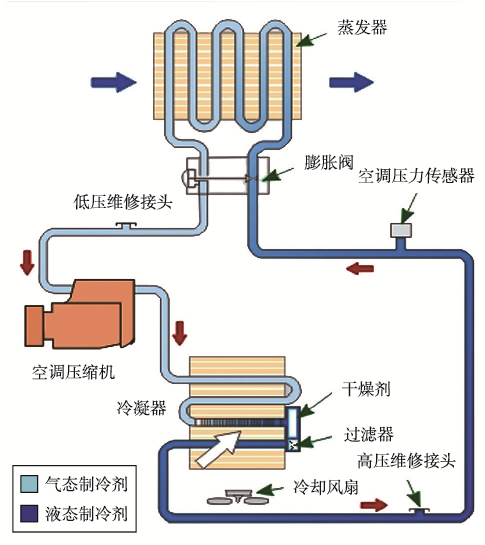 蒸发器
膨胀阀
空调压力传感器
低压维修接头
空调压缩机
冷凝器
干燥剂
过滤器
高压维修接头
冷却风扇
气态制冷剂
液态制冷剂